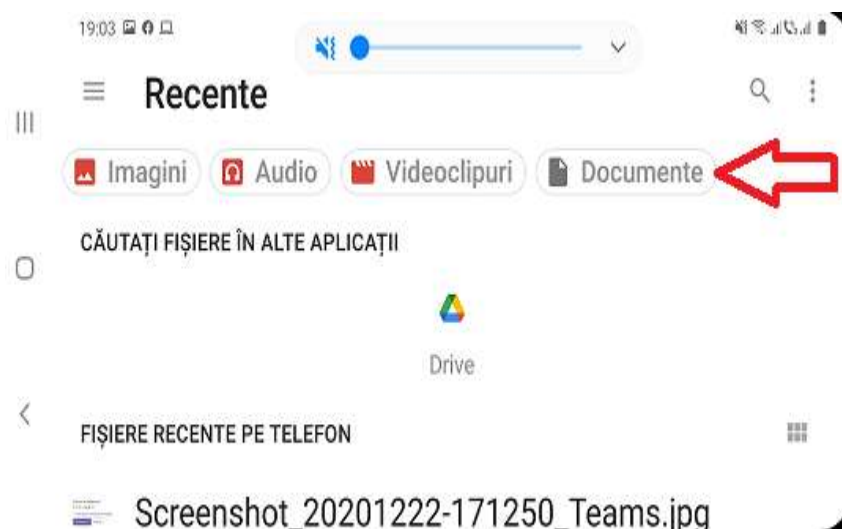 19:03
Recente
Imagini Audio Videoclipuri Documente
CĂUTAȚI FIȘIERE ÎN ALTE APLICAȚII
Drive
FIȘIERE RECENTE PE TELEFON
Screenshot_20201222-171250_Teams.jpg